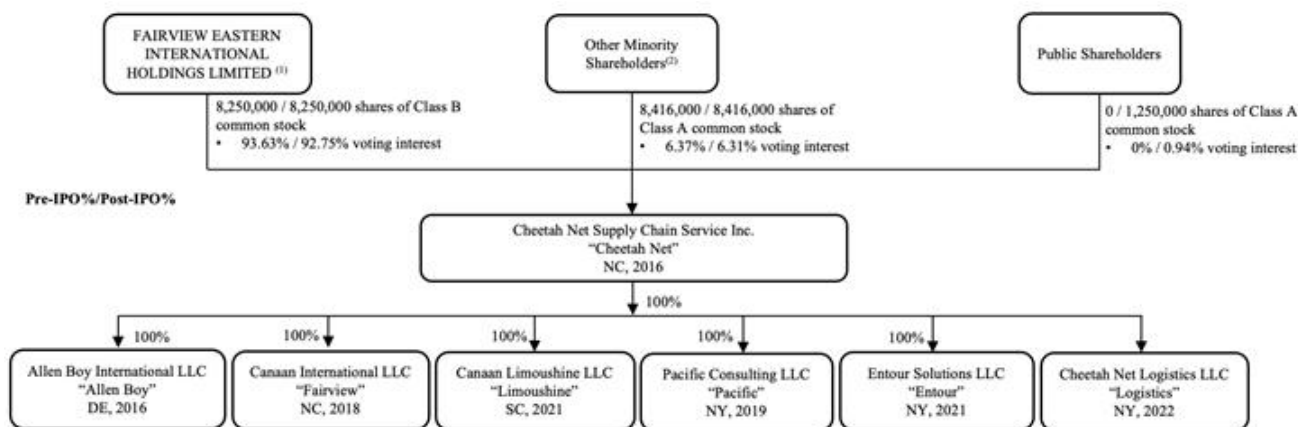 FAIRVIEW EASTERN
INTERNATIONAL
HOLDINGS LIMITED (1)
Other Minority
Shareholders(2)
Public Shareholders
8,250,000 / 8,250,000 shares of Class B
common stock
• 93.63% / 92.75% voting interest
8,416,000 / 8,416,000 shares of
Class A common stock
• 6.37% / 6.31% voting interest
0 / 1,250,000 shares of Class A
common stock
• 0% / 0.94% voting interest
Pre-IPO%/Post-IPO%
Cheetah Net Supply Chain Service Inc.
“Cheetah Net”
NC, 2016
100%
100%
100%
100%
100%
100%
Allen Boy International LLC
“Allen Boy”
DE, 2016
Canaan International LLC
“Fairview”
NC, 2018
Canaan Limoushine LLC
“Limoushine”
SC, 2021
Pacific Consulting LLC
“Pacific”
NY, 2019
Entour Solutions LLC
“Entour”
NY, 2021
Cheetah Net Logistics LLC
“Logistics”
NY, 2022